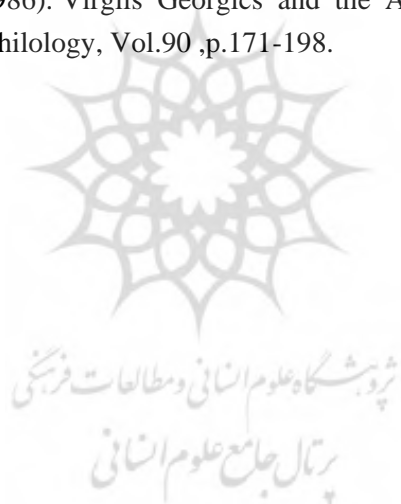 986). Virgils Georgics and the A
hilology, Vol.90 ,p.171-198.
پژوهشگاه علوم انسانی و مطالعات فرهنگی
پرتال جامع علوم انسانی